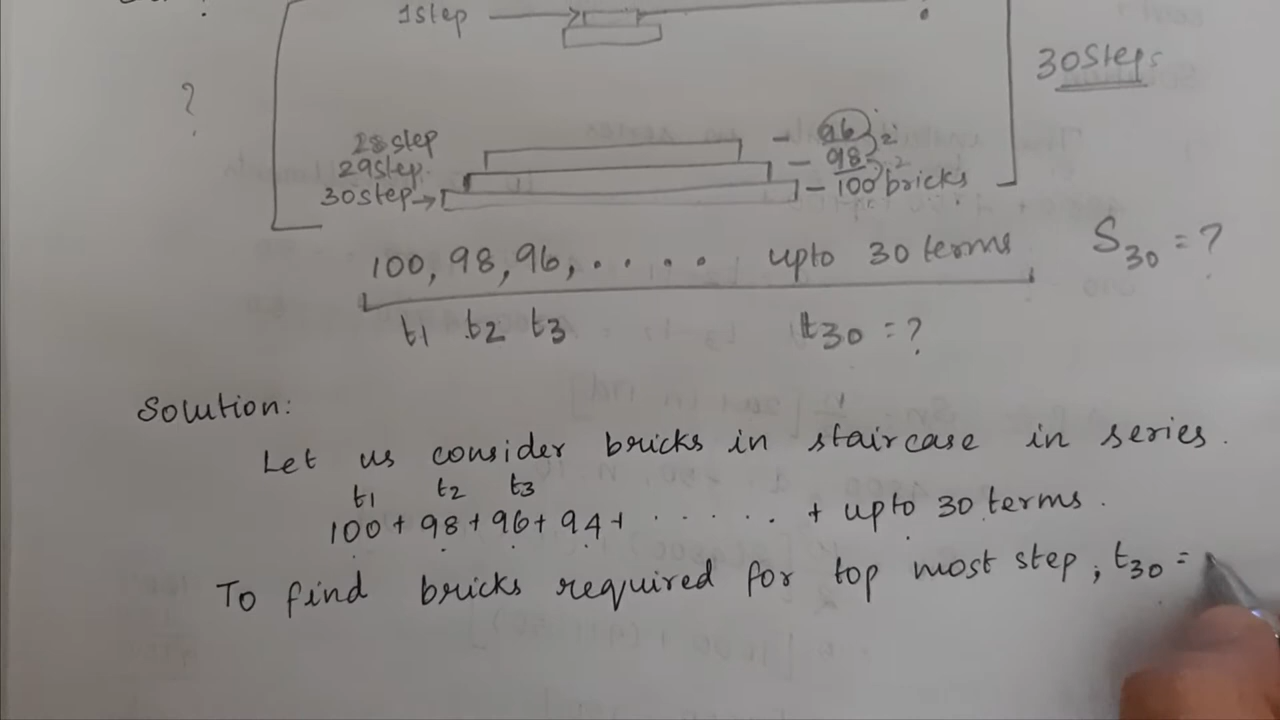 ?
1step
30steps
28step - 96 2
29step - 98 2
30step - 100 bricks
100, 98, 96, . . . . . upto 30 terms S30 = ?
t1 t2 t3 t30 = ?
Solution:
Let us consider bricks in staircase in series.
t1 t2 t3
100 + 98 + 96 + 94 + . . . . . . + upto 30 terms.
To find bricks required for top most step, t30 =